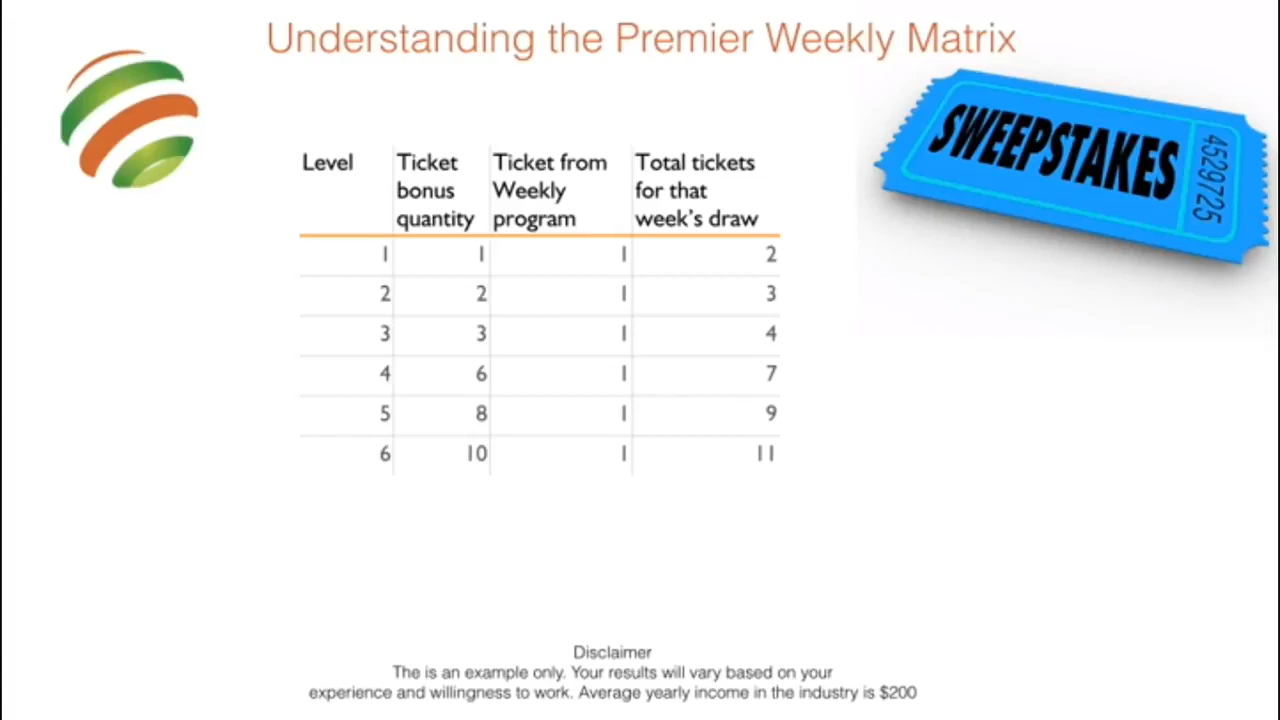 Understanding the Premier Weekly Matrix
SWEEPSTAKES
4529725
Level Ticket bonus quantity Ticket from Weekly program Total tickets for that week's draw
1 1 1 2
2 2 1 3
3 3 1 4
4 6 1 7
5 8 1 9
6 10 1 11
Disclaimer
The is an example only. Your results will vary based on your
experience and willingness to work. Average yearly income in the industry is $200